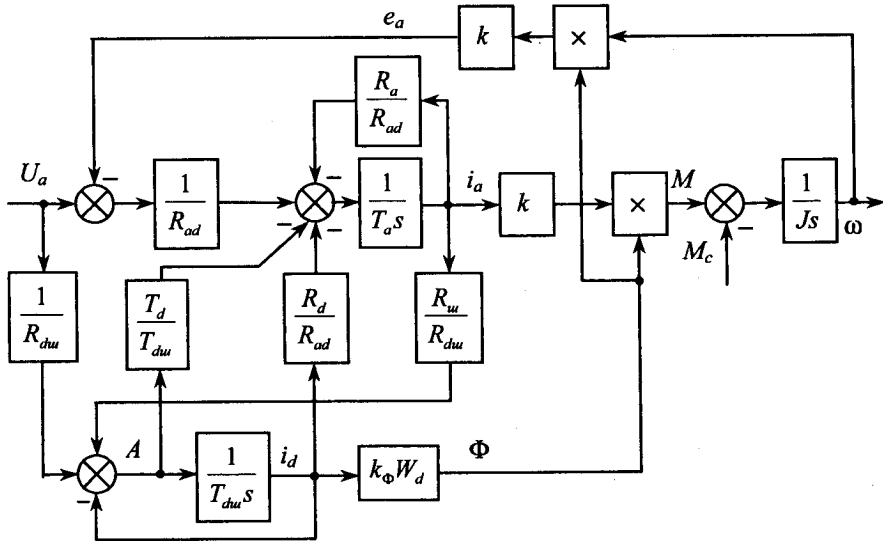 e_a
k
×
R_a
R_ad
U_a
−
−
1
R_ad
−
−
1
T_a s
i_a
k
×
M
−
1
Js
ω
M_c
1
R_dш
T_d
T_dш
R_d
R_ad
R_ш
R_dш
A
−
1
T_dш s
i_d
k_Ф W_d
Φ